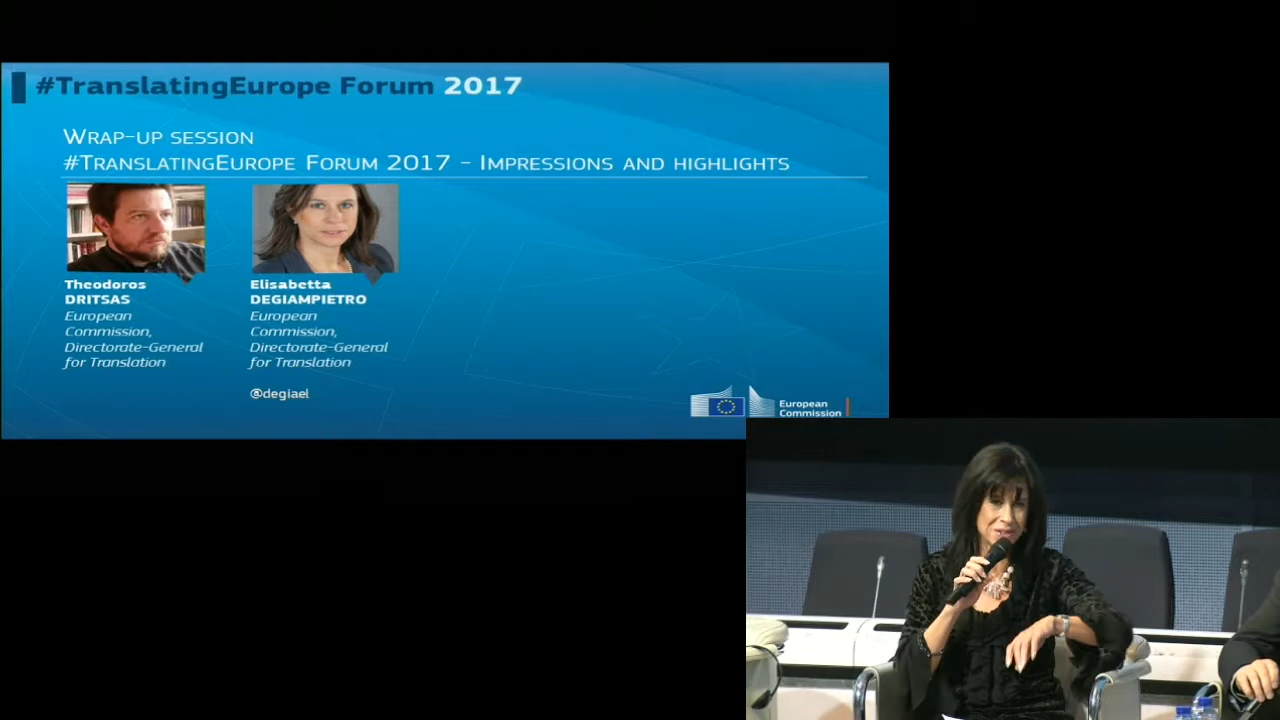 #TranslatingEurope Forum 2017
WRAP-UP SESSION
#TRANSLATINGEUROPE FORUM 2017 - IMPRESSIONS AND HIGHLIGHTS
Theodoros
DRITSAS
European
Commission,
Directorate-General
for Translation
Elisabetta
DEGIAMPIETRO
European
Commission,
Directorate-General
for Translation
@degiael
European
Commission